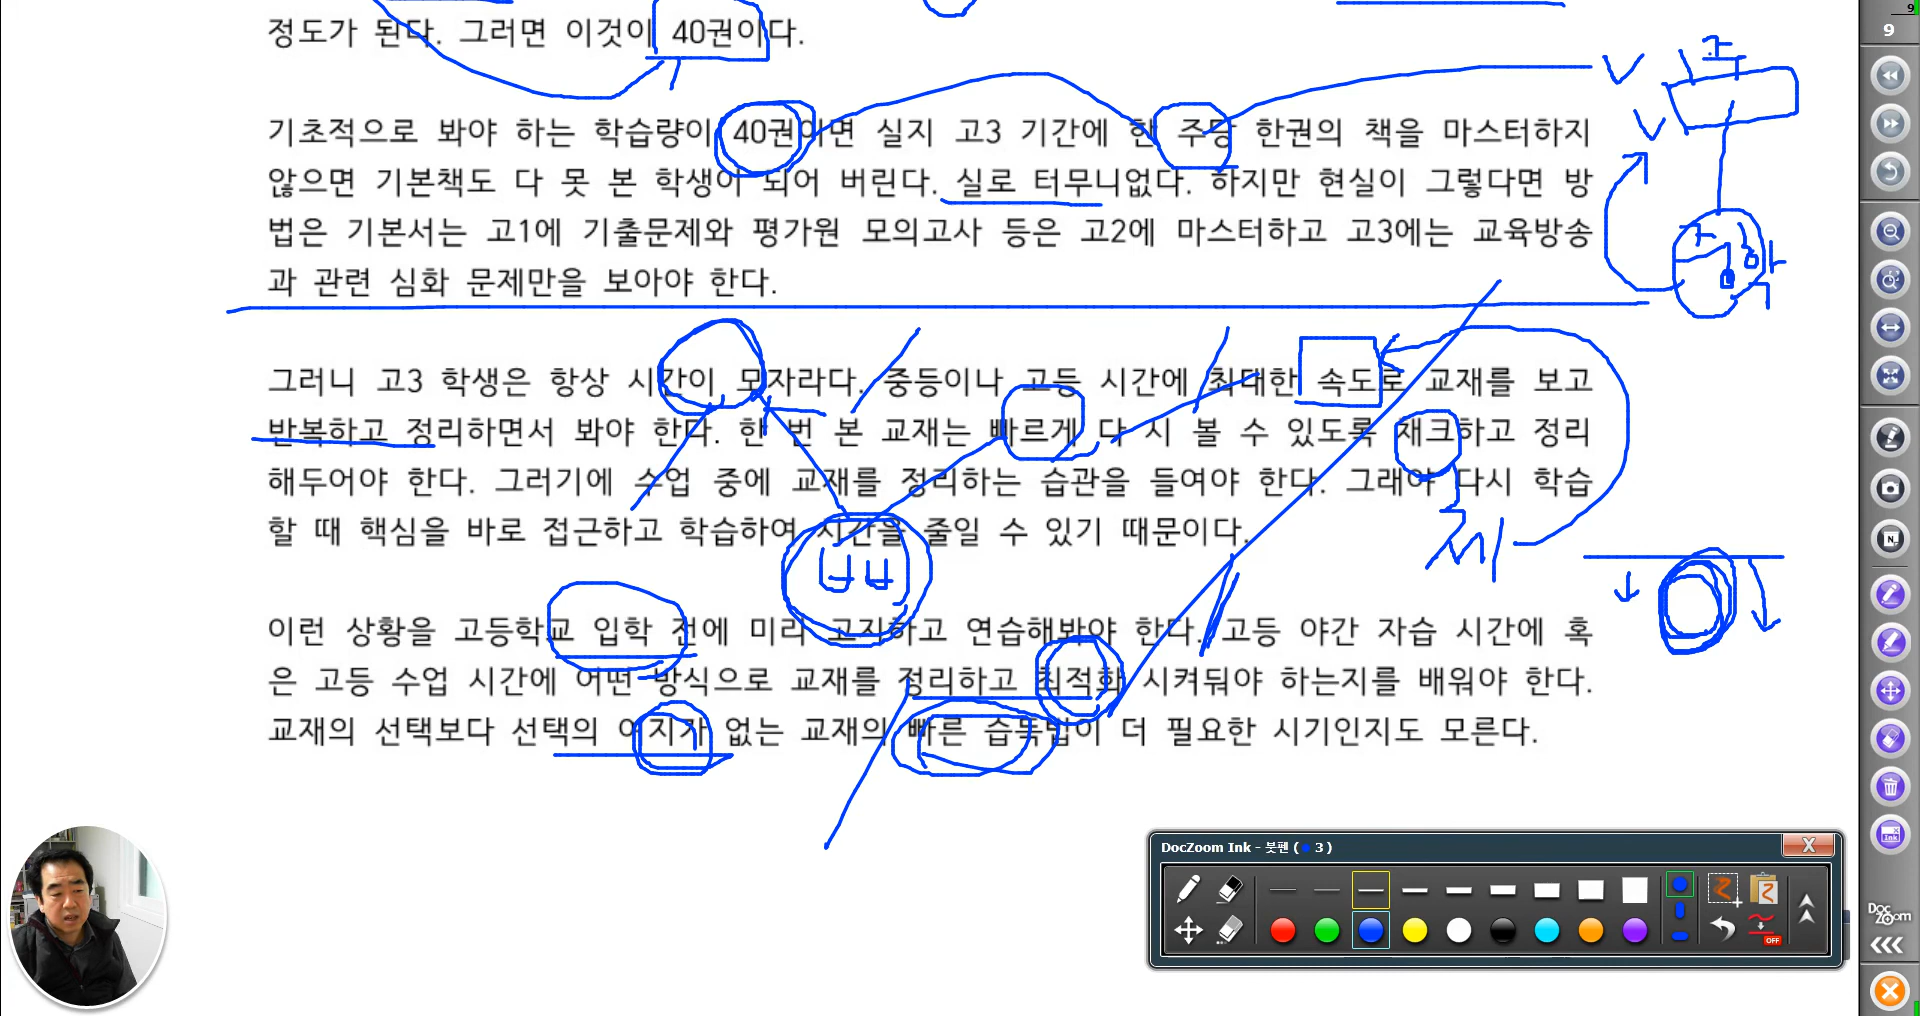 정도가 된다. 그러면 이것이 40권이다.
기초적으로 봐야 하는 학습량이 40권이면 실지 고3 기간에 한 주당 한권의 책을 마스터하지
않으면 기본책도 다 못 본 학생이 되어 버린다. 실로 터무니없다. 하지만 현실이 그렇다면 방
법은 기본서는 고1에 기출문제와 평가원 모의고사 등은 고2에 마스터하고 고3에는 교육방송
과 관련 심화 문제만을 보아야 한다.
그러니 고3 학생은 항상 시간이 모자라다. 중등이나 고등 시간에 최대한 속도로 교재를 보고
반복하고 정리하면서 봐야 한다. 한 번 본 교재는 빠르게 다 시 볼 수 있도록 재크하고 정리
해두어야 한다. 그러기에 수업 중에 교재를 정리하는 습관을 들여야 한다. 그래야 다시 학습
할 때 핵심을 바로 접근하고 학습하여 시간을 줄일 수 있기 때문이다.
이런 상황을 고등학교 입학 전에 미리 고지하고 연습해봐야 한다. 고등 야간 자습 시간에 혹
은 고등 수업 시간에 어떤 방식으로 교재를 정리하고 최적화 시켜둬야 하는지를 배워야 한다.
교재의 선택보다 선택의 여지가 없는 교재의 빠른 습득법이 더 필요한 시기인지도 모른다.
DocZoom Ink - 붓펜 ( 3 )
OFF
9
9
Ink
Doc
Zoom